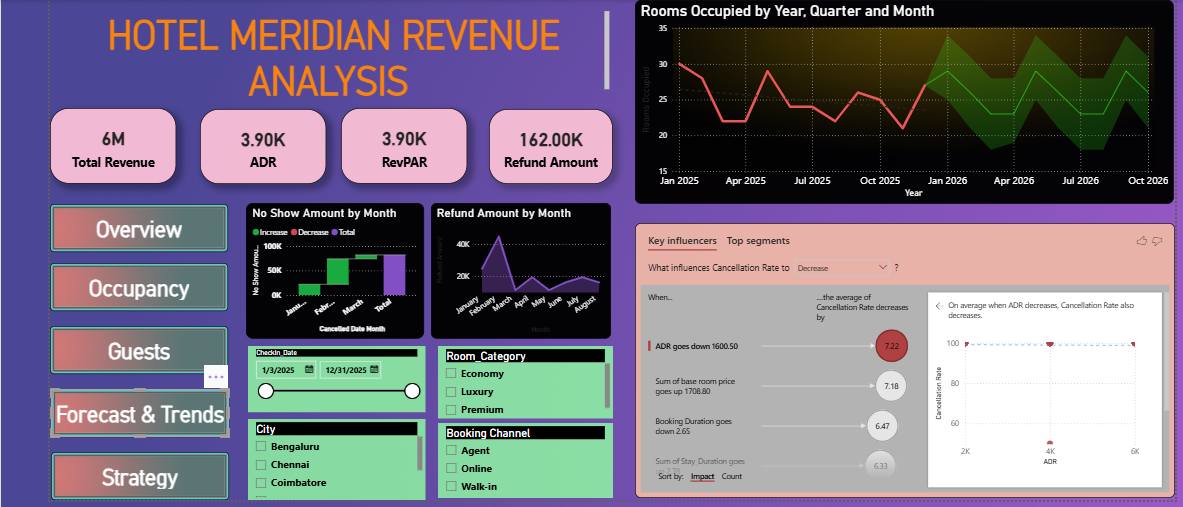 HOTEL MERIDIAN REVENUE
ANALYSIS
6M
Total Revenue
3.90K
ADR
3.90K
RevPAR
162.00K
Refund Amount
Overview
Occupancy
Guests
Forecast & Trends
Strategy
No Show Amount by Month
Increase Decrease Total
No Show Amou...
100K
50K
0K
Janu...
Febr...
March
Total
Cancelled Date Month
Refund Amount by Month
Refund Amount
40K
20K
January
February
March
April
May
June
July
August
Month
Checkin_Date
1/3/2025
12/31/2025
City
Bengaluru
Chennai
Coimbatore
Room_Category
Economy
Luxury
Premium
Booking Channel
Agent
Online
Walk-in
Rooms Occupied by Year, Quarter and Month
Rooms Occupied
35
30
25
20
15
Jan 2025
Apr 2025
Jul 2025
Oct 2025
Jan 2026
Apr 2026
Jul 2026
Oct 2026
Year
Key influencers
Top segments
What influences Cancellation Rate to
Decrease
?
When...
...the average of
Cancellation Rate decreases
by
ADR goes down 1600.50
7.22
Sum of base room price
goes up 1708.80
7.18
Booking Duration goes
down 2.65
6.47
Sum of Stay Duration goes
6.33
Sort by: Impact Count
On average when ADR decreases, Cancellation Rate also
decreases.
Cancellation Rate
100
80
60
2K
4K
6K
ADR